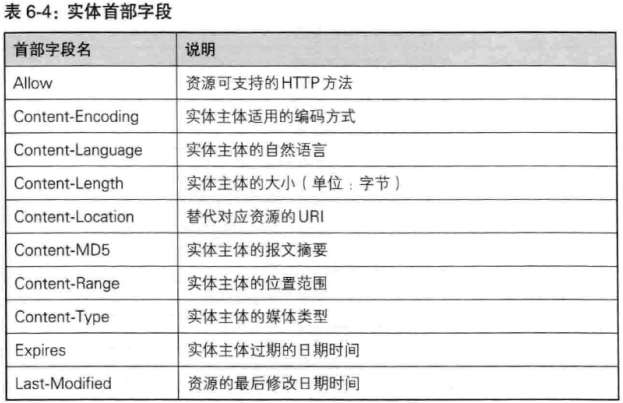 表 6-4：实体首部字段
首部字段名 说明
Allow 资源可支持的HTTP方法
Content-Encoding 实体主体适用的编码方式
Content-Language 实体主体的自然语言
Content-Length 实体主体的大小（单位：字节）
Content-Location 替代对应资源的URI
Content-MD5 实体主体的报文摘要
Content-Range 实体主体的位置范围
Content-Type 实体主体的媒体类型
Expires 实体主体过期的日期时间
Last-Modified 资源的最后修改日期时间